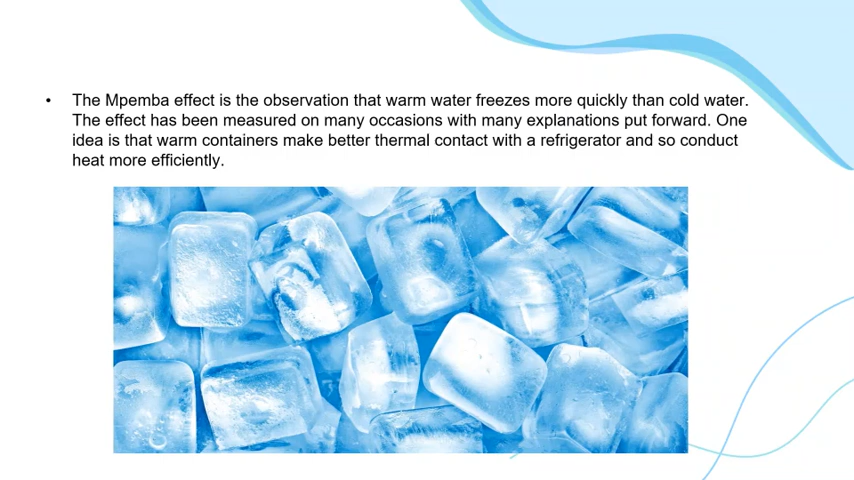 • The Mpemba effect is the observation that warm water freezes more quickly than cold water.
The effect has been measured on many occasions with many explanations put forward. One
idea is that warm containers make better thermal contact with a refrigerator and so conduct
heat more efficiently.